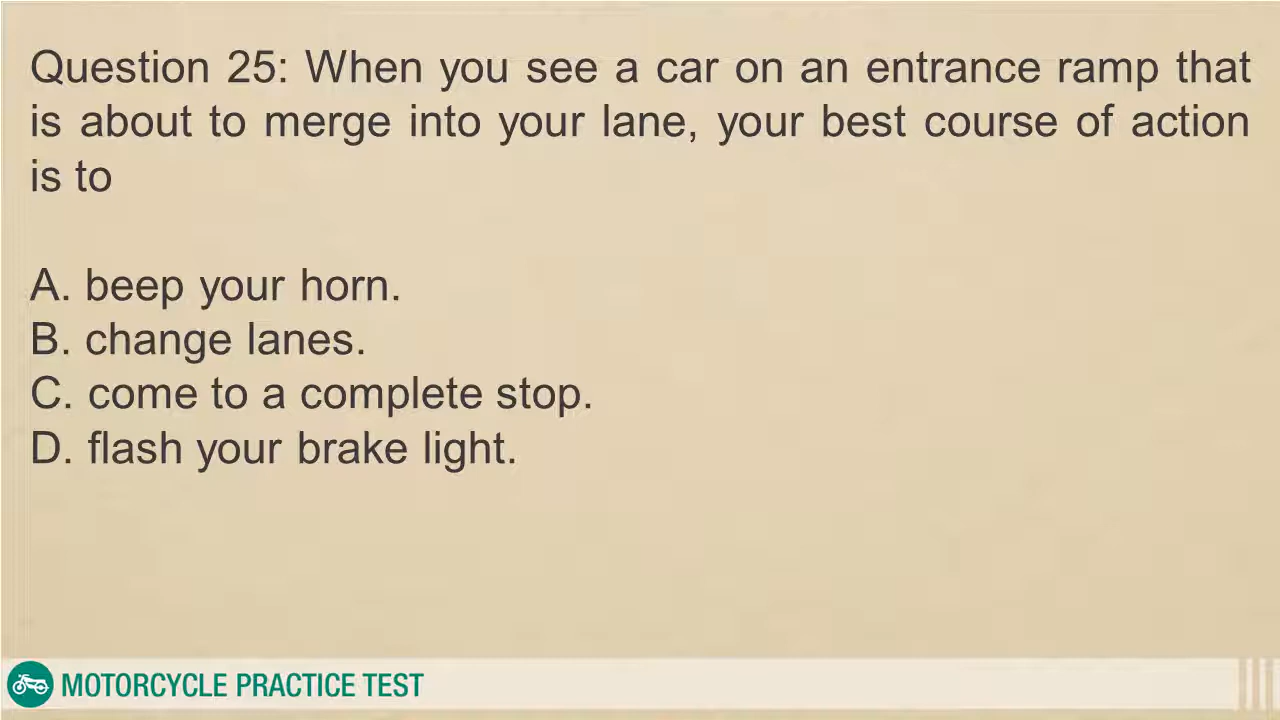 Question 25: When you see a car on an entrance ramp that
is about to merge into your lane, your best course of action
is to
A. beep your horn.
B. change lanes.
C. come to a complete stop.
D. flash your brake light.
MOTORCYCLE PRACTICE TEST